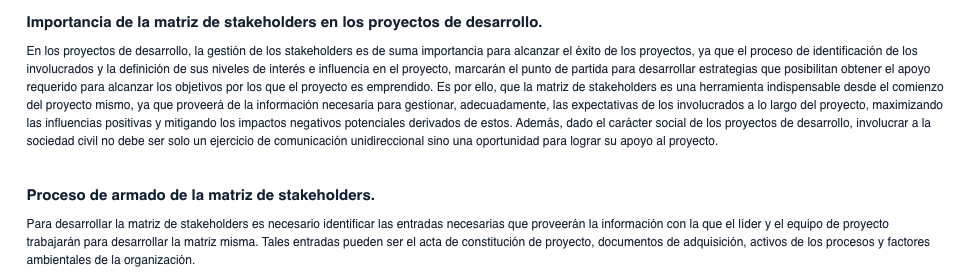 Importancia de la matriz de stakeholders en los proyectos de desarrollo.
En los proyectos de desarrollo, la gestión de los stakeholders es de suma importancia para alcanzar el éxito de los proyectos, ya que el proceso de identificación de los
involucrados y la definición de sus niveles de interés e influencia en el proyecto, marcarán el punto de partida para desarrollar estrategias que posibilitan obtener el apoyo
requerido para alcanzar los objetivos por los que el proyecto es emprendido. Es por ello, que la matriz de stakeholders es una herramienta indispensable desde el comienzo
del proyecto mismo, ya que proveerá de la información necesaria para gestionar, adecuadamente, las expectativas de los involucrados a lo largo del proyecto, maximizando
las influencias positivas y mitigando los impactos negativos potenciales derivados de estos. Además, dado el carácter social de los proyectos de desarrollo, involucrar a la
sociedad civil no debe ser solo un ejercicio de comunicación unidireccional sino una oportunidad para lograr su apoyo al proyecto.
Proceso de armado de la matriz de stakeholders.
Para desarrollar la matriz de stakeholders es necesario identificar las entradas necesarias que proveerán la información con la que el líder y el equipo de proyecto
trabajarán para desarrollar la matriz misma. Tales entradas pueden ser el acta de constitución de proyecto, documentos de adquisición, activos de los procesos y factores
ambientales de la organización.